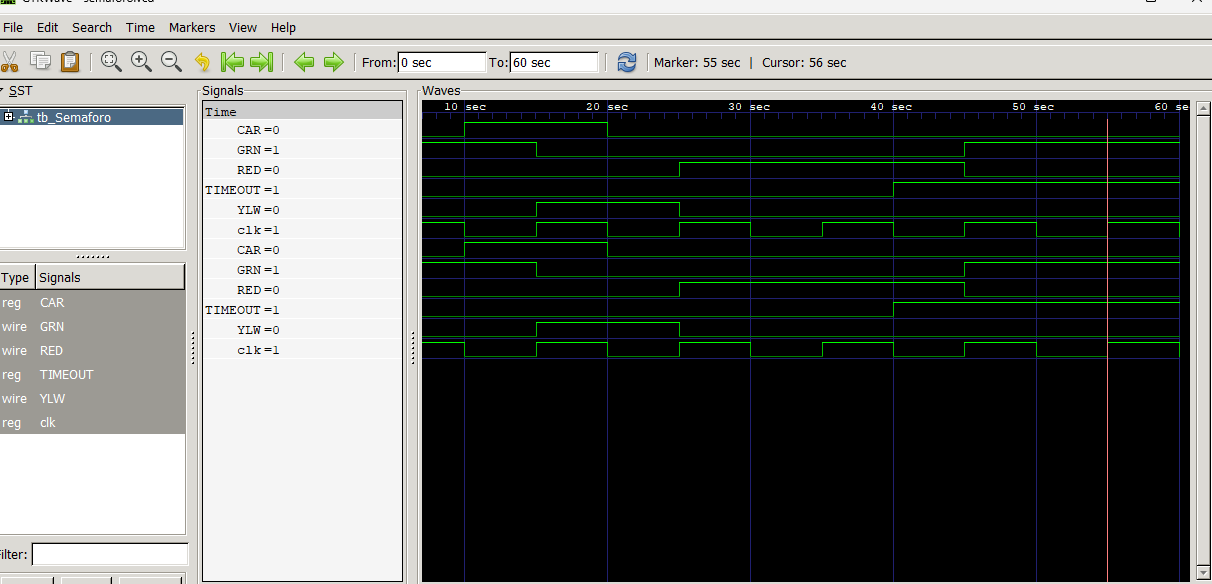 GTKWave - semaforo.vcd
File Edit Search Time Markers View Help
From: 0 sec To: 60 sec Marker: 55 sec | Cursor: 56 sec
SST
tb_Semaforo
Type Signals
reg CAR
wire GRN
wire RED
reg TIMEOUT
wire YLW
reg clk
Filter:
Signals
Time
CAR=0
GRN=1
RED=0
TIMEOUT=1
YLW=0
clk=1
CAR=0
GRN=1
RED=0
TIMEOUT=1
YLW=0
clk=1
Waves
10 sec 20 sec 30 sec 40 sec 50 sec 60 se